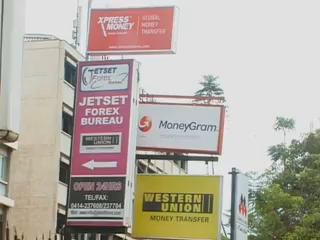 XPRESS
MONEY
GLOBAL
MONEY
TRANSFER
JETSET
Forex
JETSET
FOREX
BUREAU
WESTERN
UNION
OPEN 24HRS
TEL/FAX:
MoneyGram
WESTERN
UNION
MONEY TRANSFER